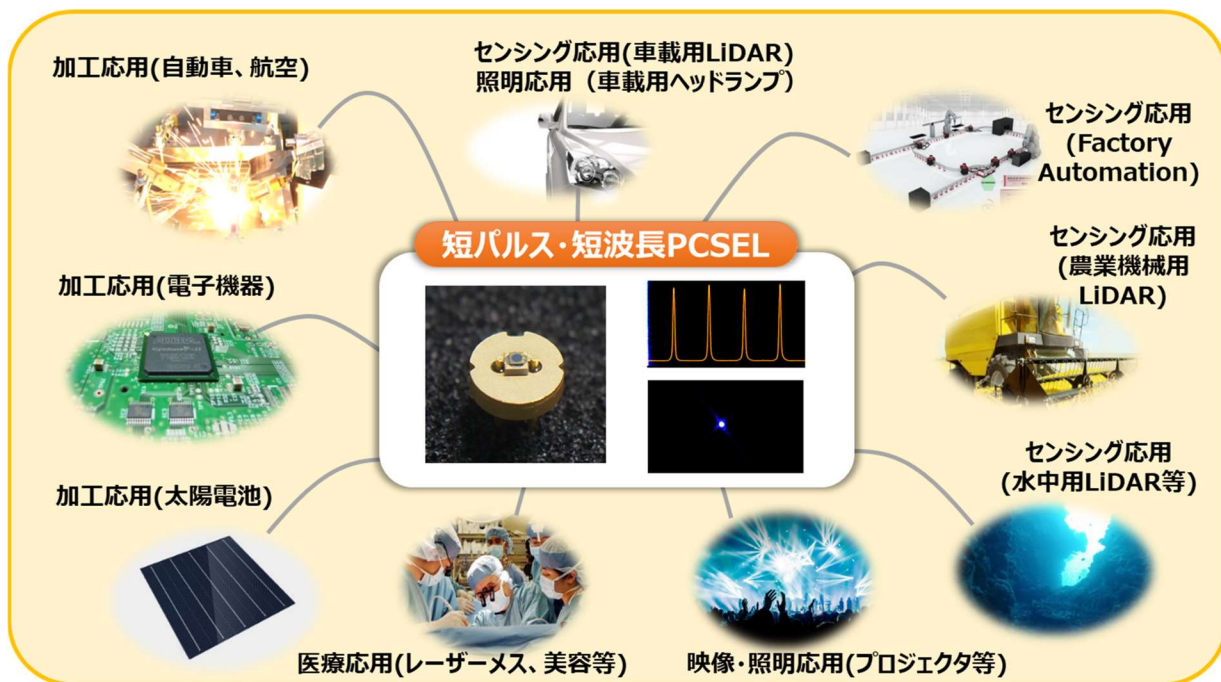 加工応用(自動車、航空)
センシング応用(車載用LiDAR)
照明応用（車載用ヘッドランプ）
センシング応用
(Factory
Automation)
短パルス・短波長PCSEL
センシング応用
(農業機械用
LiDAR)
加工応用(電子機器)
センシング応用
(水中用LiDAR等)
加工応用(太陽電池)
医療応用(レーザーメス、美容等)
映像・照明応用(プロジェクタ等)